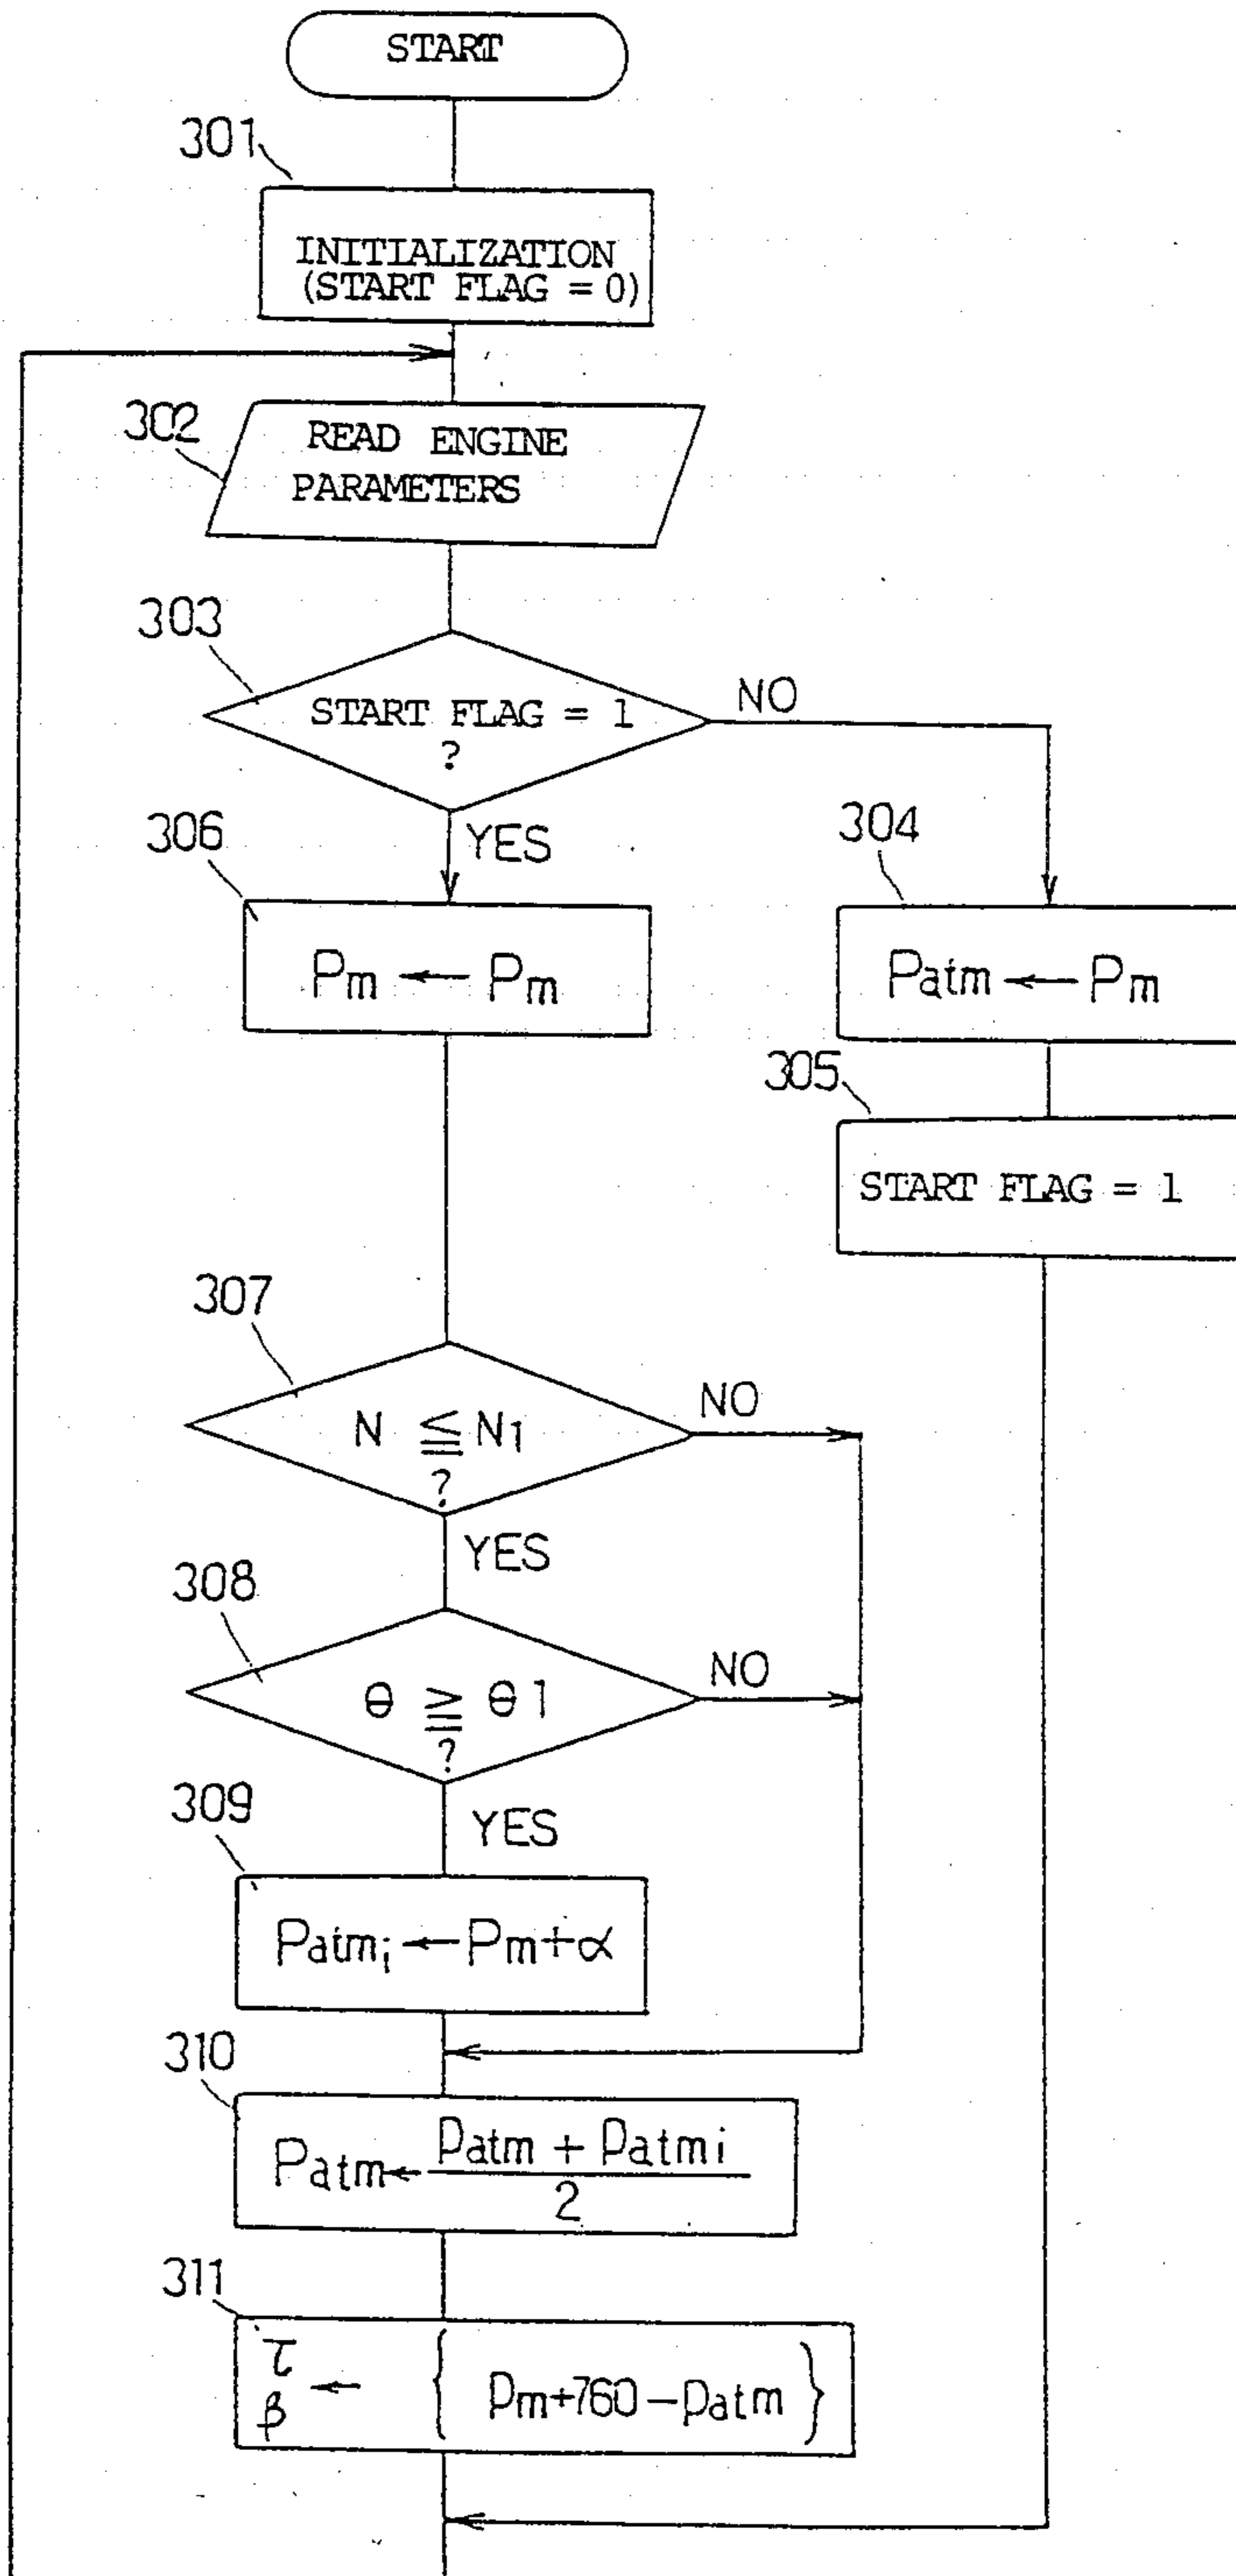 START
301
INITIALIZATION
(START FLAG = 0)
302
READ ENGINE
PARAMETERS
303
START FLAG = 1
?
NO
YES
306
Pm ← Pm
304
Patm ← Pm
305
START FLAG = 1
307
N ≦ N1
?
NO
YES
308
θ ≧ θ1
?
NO
YES
309
Patmi ← Pm+α
310
Patm ← Patm + Patmi
2
311
τ
β ← { Pm+760−Patm }